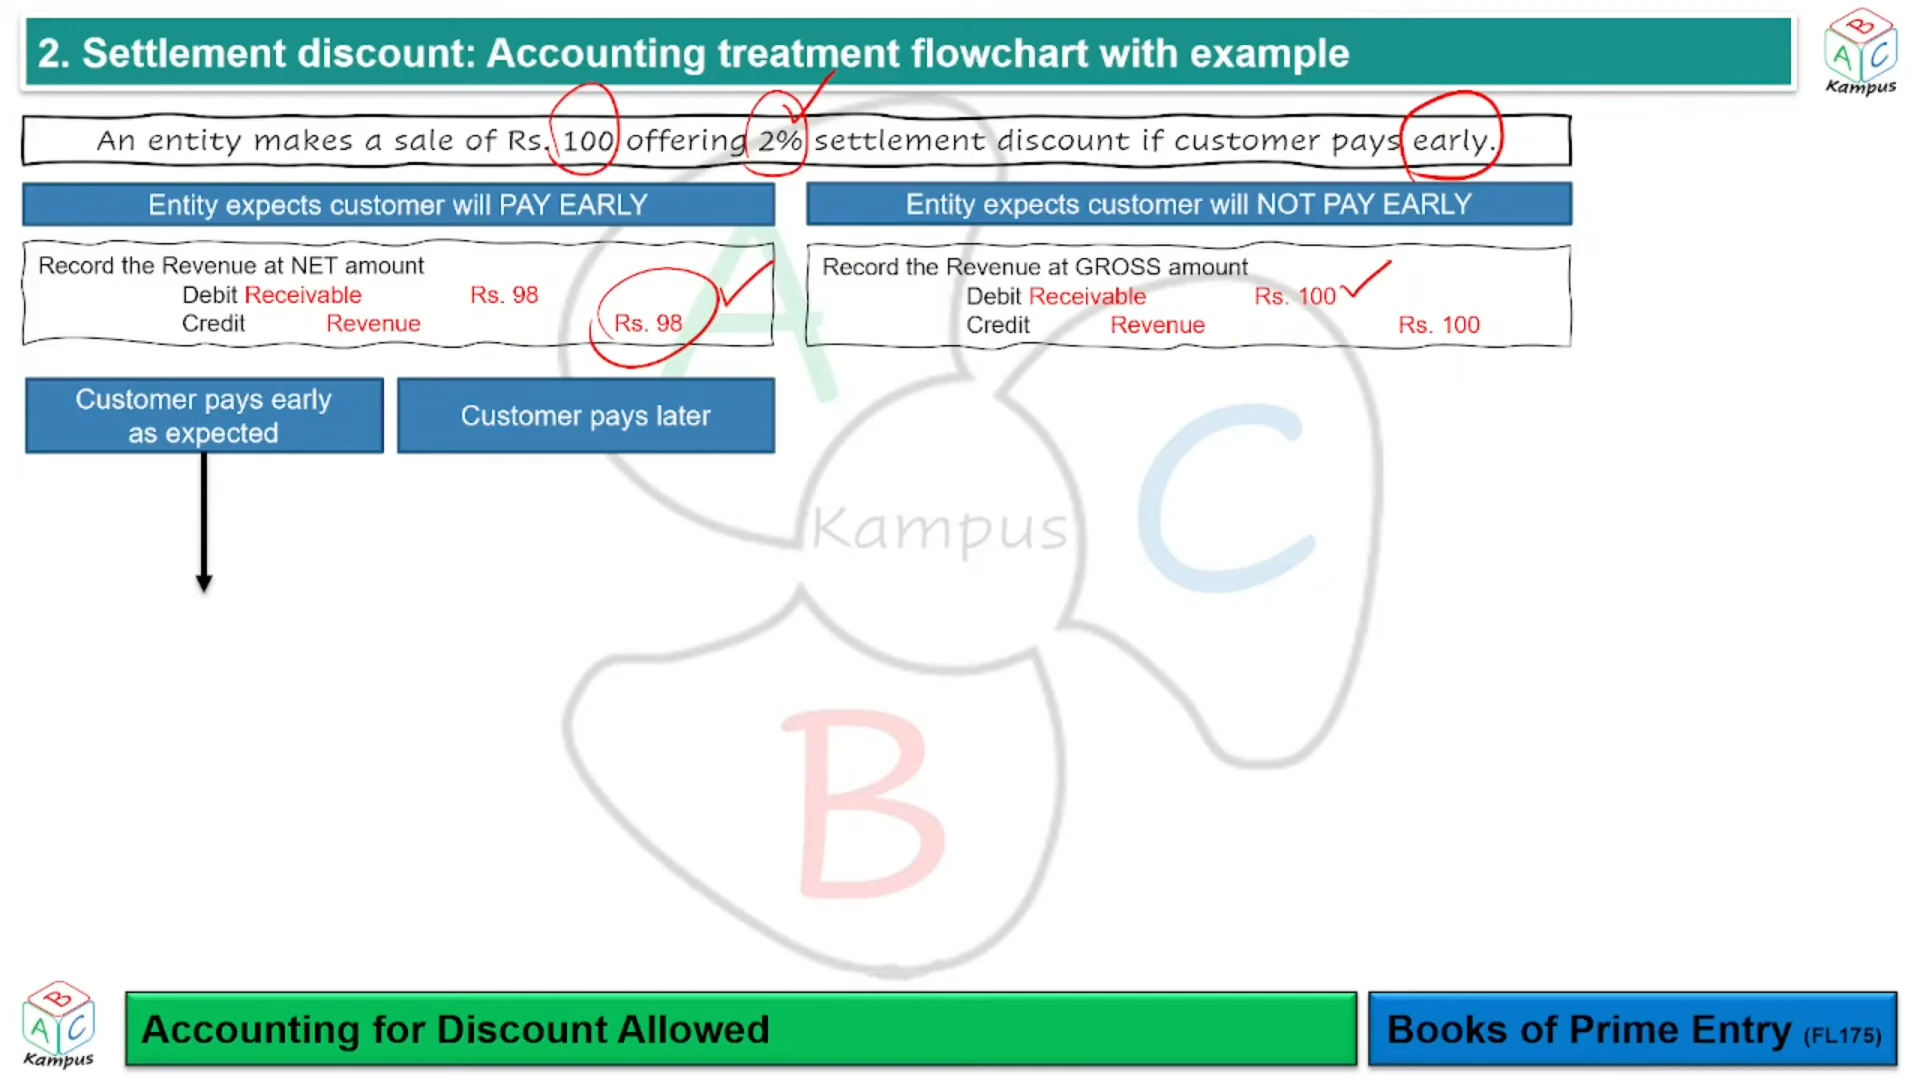 2. Settlement discount: Accounting treatment flowchart with example
B
A C
Kampus
An entity makes a sale of Rs. 100 offering 2% settlement discount if customer pays early.
Entity expects customer will PAY EARLY
Entity expects customer will NOT PAY EARLY
Record the Revenue at NET amount
Debit Receivable Rs. 98
Credit Revenue Rs. 98
Record the Revenue at GROSS amount
Debit Receivable Rs. 100
Credit Revenue Rs. 100
Customer pays early
as expected
Customer pays later
A
C
Kampus
B
B
A C
Kampus
Accounting for Discount Allowed
Books of Prime Entry (FL175)